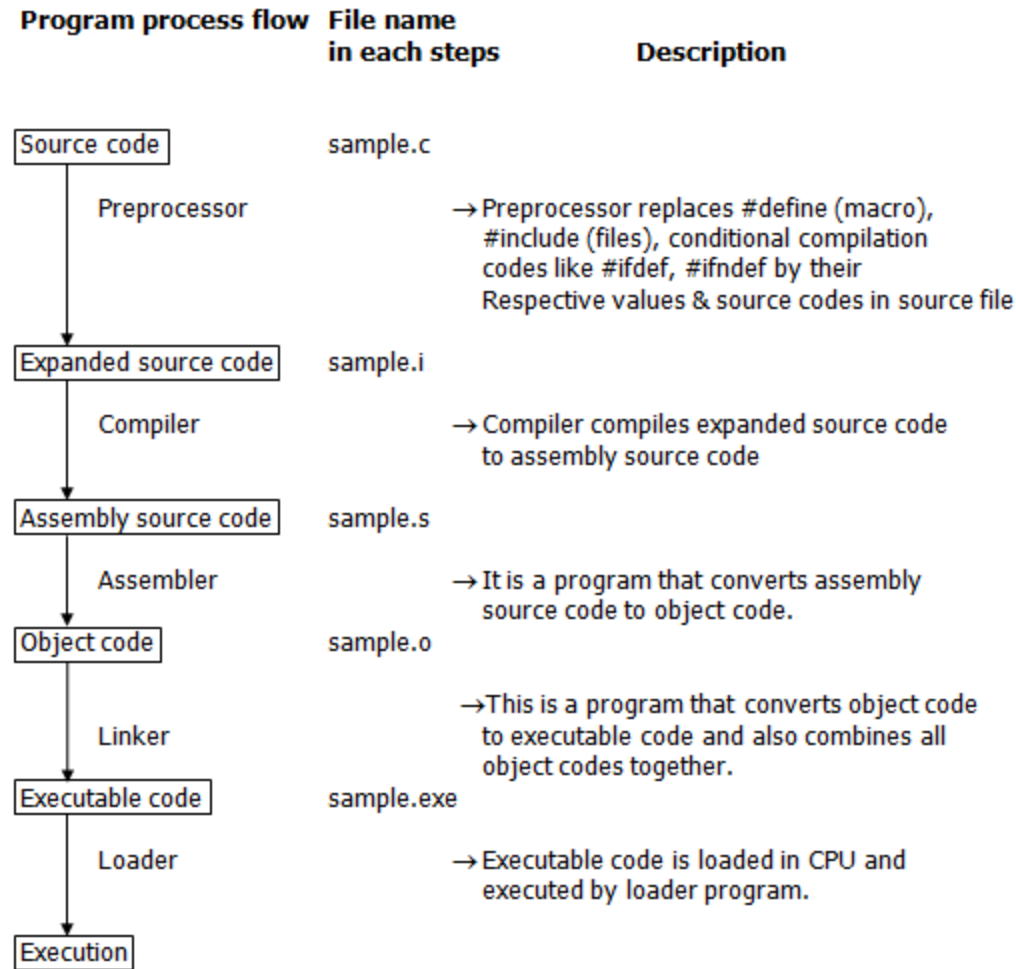 Program process flow File name
in each steps Description
Source code sample.c
Preprocessor → Preprocessor replaces #define (macro),
#include (files), conditional compilation
codes like #ifdef, #ifndef by their
Respective values & source codes in source file
Expanded source code sample.i
Compiler → Compiler compiles expanded source code
to assembly source code
Assembly source code sample.s
Assembler → It is a program that converts assembly
source code to object code.
Object code sample.o
→This is a program that converts object code
Linker to executable code and also combines all
object codes together.
Executable code sample.exe
Loader → Executable code is loaded in CPU and
executed by loader program.
Execution